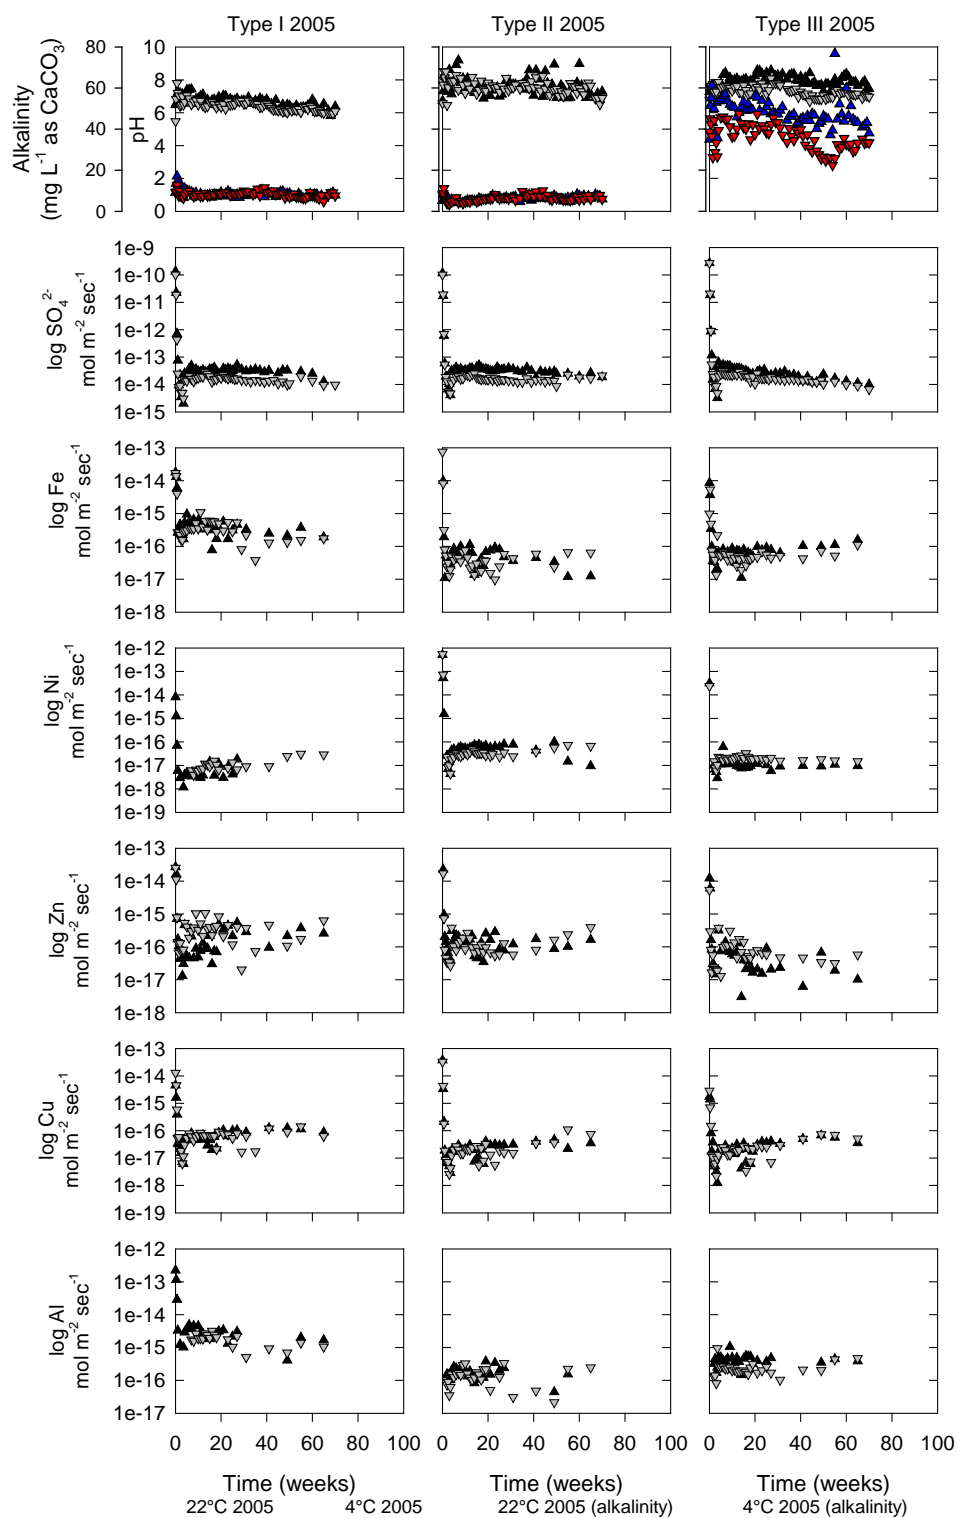 Type I 2005 Type II 2005 Type III 2005
Alkalinity
(mg L⁻¹ as CaCO₃)
80
60
40
20
0
pH
10
8
6
4
2
0
log SO₄²⁻
mol m⁻² sec⁻¹
1e-9
1e-10
1e-11
1e-12
1e-13
1e-14
1e-15
log Fe
mol m⁻² sec⁻¹
1e-13
1e-14
1e-15
1e-16
1e-17
1e-18
log Ni
mol m⁻² sec⁻¹
1e-12
1e-13
1e-14
1e-15
1e-16
1e-17
1e-18
1e-19
log Zn
mol m⁻² sec⁻¹
1e-13
1e-14
1e-15
1e-16
1e-17
1e-18
log Cu
mol m⁻² sec⁻¹
1e-13
1e-14
1e-15
1e-16
1e-17
1e-18
1e-19
log Al
mol m⁻² sec⁻¹
1e-12
1e-13
1e-14
1e-15
1e-16
1e-17
0 20 40 60 80 100 0 20 40 60 80 100 0 20 40 60 80 100
Time (weeks) Time (weeks) Time (weeks)
22°C 2005 4°C 2005 22°C 2005 (alkalinity) 4°C 2005 (alkalinity)